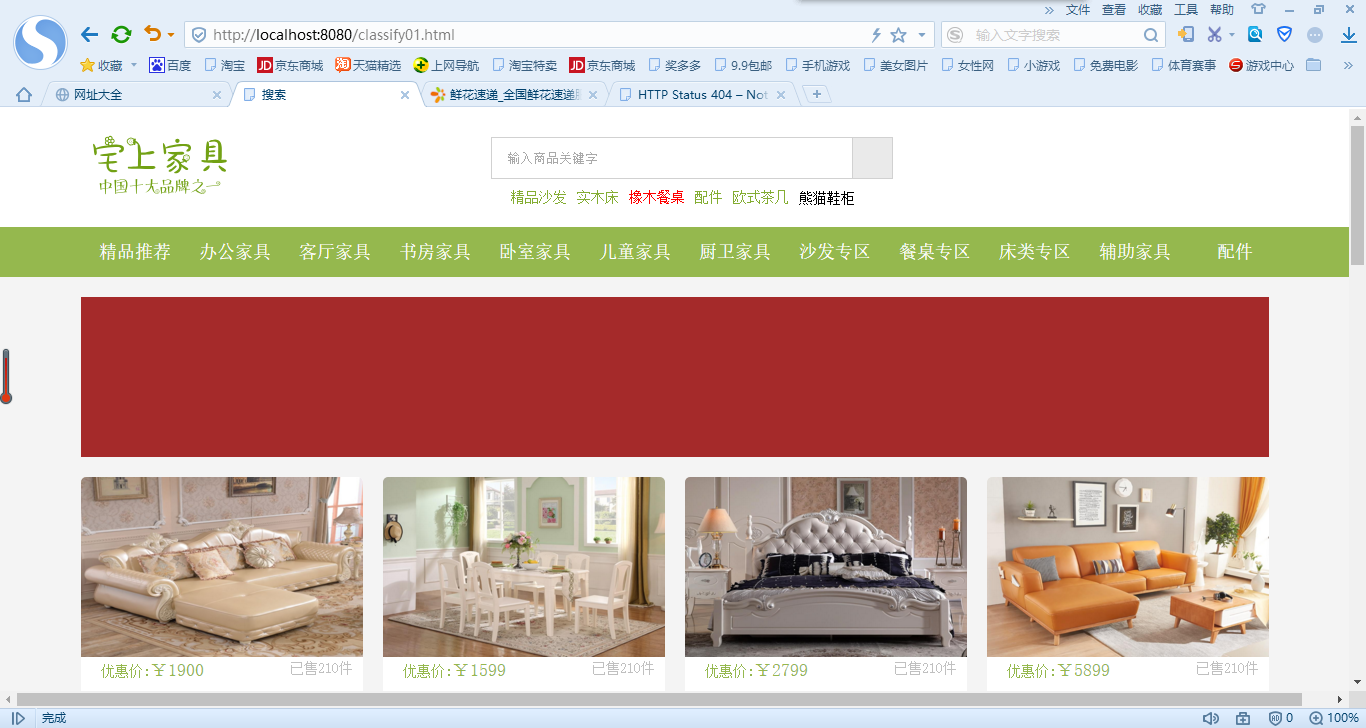 » 文件 查看 收藏 工具 帮助
http://localhost:8080/classify01.html 输入文字搜索
收藏 百度 淘宝 JD 京东商城 淘 天猫精选 上网导航 淘宝特卖 JD 京东商城 奖多多 9.9包邮 手机游戏 美女图片 女性网 小游戏 免费电影 体育赛事 游戏中心 »
网址大全 搜索 鲜花速递_全国鲜花速递 HTTP Status 404 – Not
宅上家具
中国十大品牌之一
输入商品关键字
精品沙发 实木床 橡木餐桌 配件 欧式茶几 熊猫鞋柜
精品推荐 办公家具 客厅家具 书房家具 卧室家具 儿童家具 厨卫家具 沙发专区 餐桌专区 床类专区 辅助家具 配件
优惠价:￥1900 已售210件
优惠价:￥1599 已售210件
优惠价:￥2799 已售210件
优惠价:￥5899 已售210件
完成 0 100%